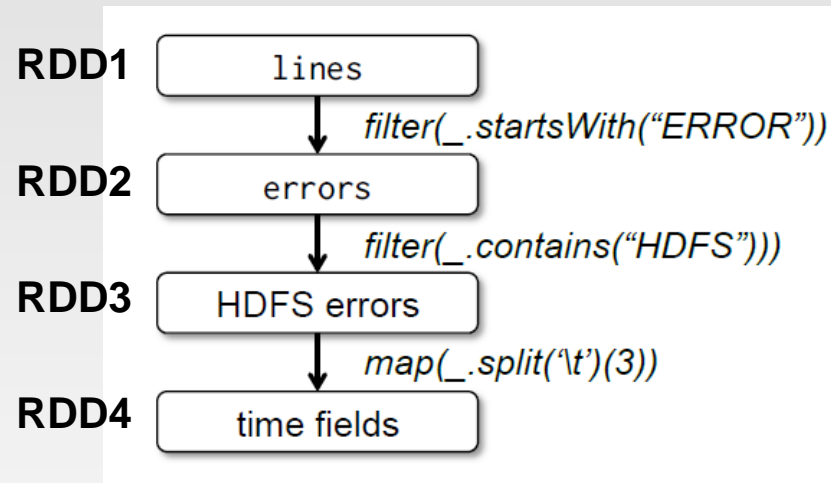 RDD1
lines
filter(_.startsWith(“ERROR”))
RDD2
errors
filter(_.contains(“HDFS”)))
RDD3
HDFS errors
map(_.split(‘\t’)(3))
RDD4
time fields